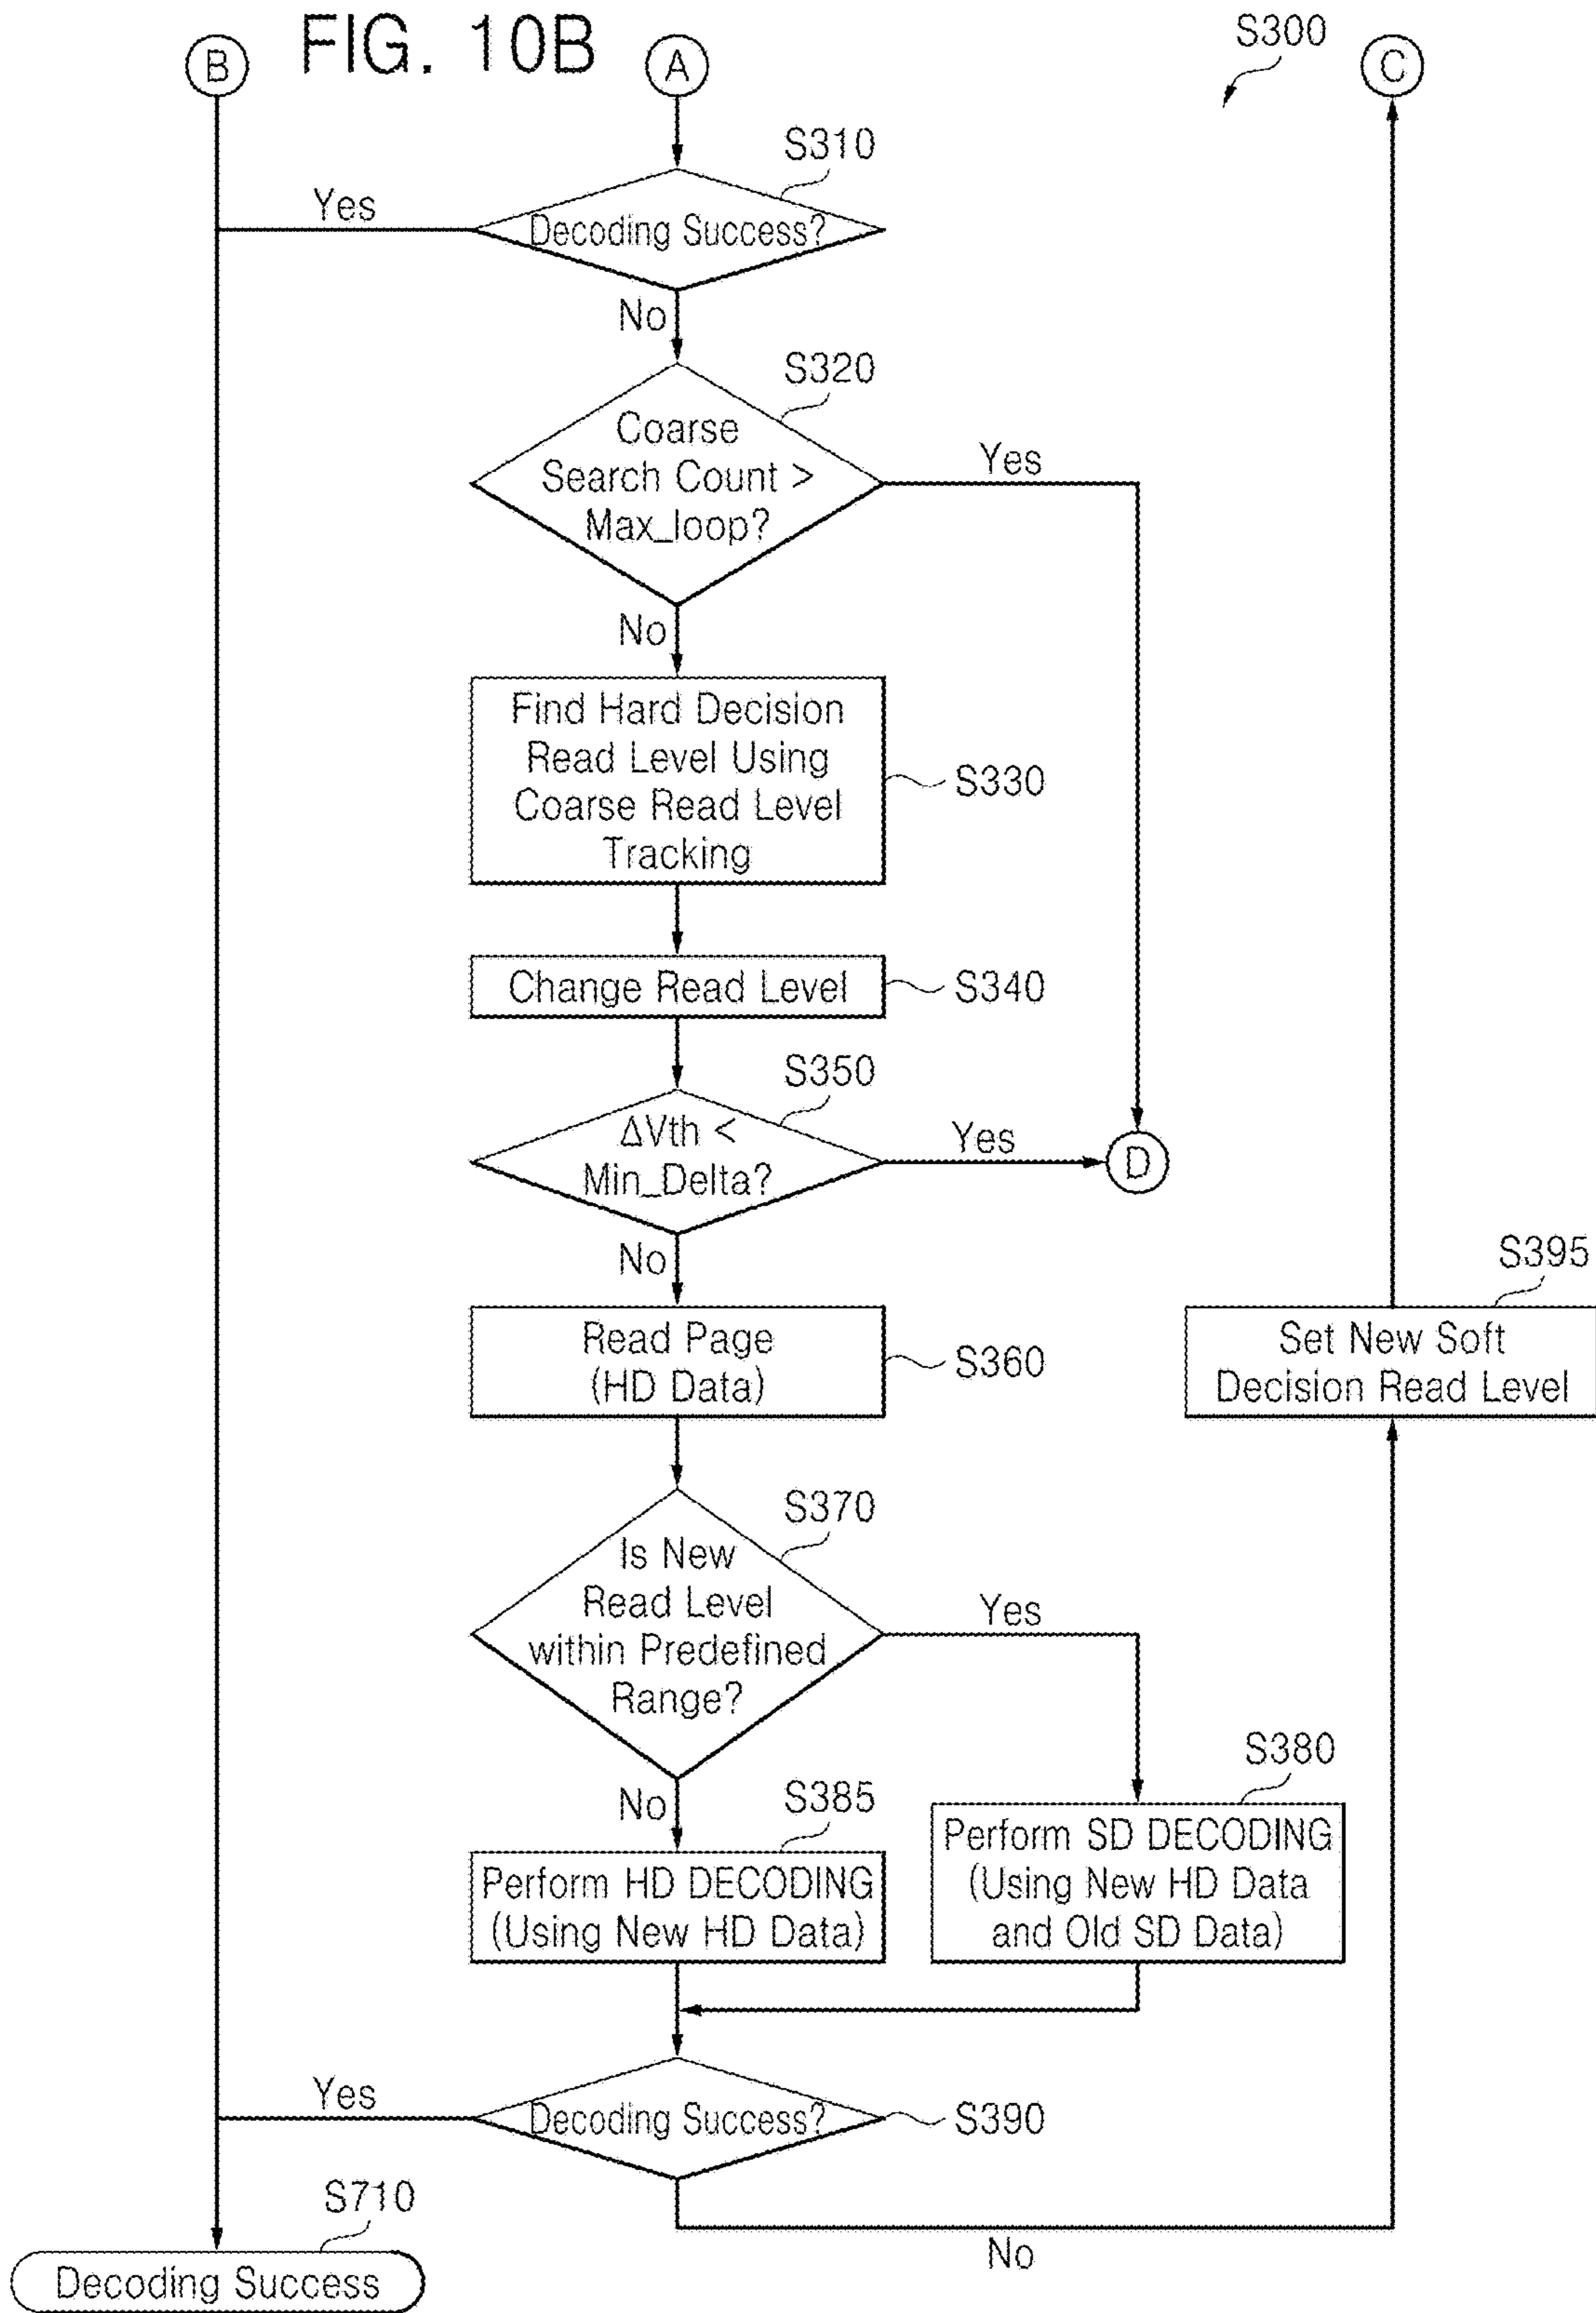 FIG. 10B
B
A
S300
C
S310
Yes
Decoding Success?
No
S320
Coarse
Search Count >
Max_loop?
Yes
No
Find Hard Decision
Read Level Using
Coarse Read Level
Tracking
S330
Change Read Level
S340
S350
ΔVth <
Min_Delta?
Yes
D
No
S395
Read Page
(HD Data)
S360
Set New Soft
Decision Read Level
S370
Is New
Read Level
within Predefined
Range?
Yes
S380
No
S385
Perform SD DECODING
(Using New HD Data
and Old SD Data)
Perform HD DECODING
(Using New HD Data)
Yes
Decoding Success?
S390
S710
No
Decoding Success